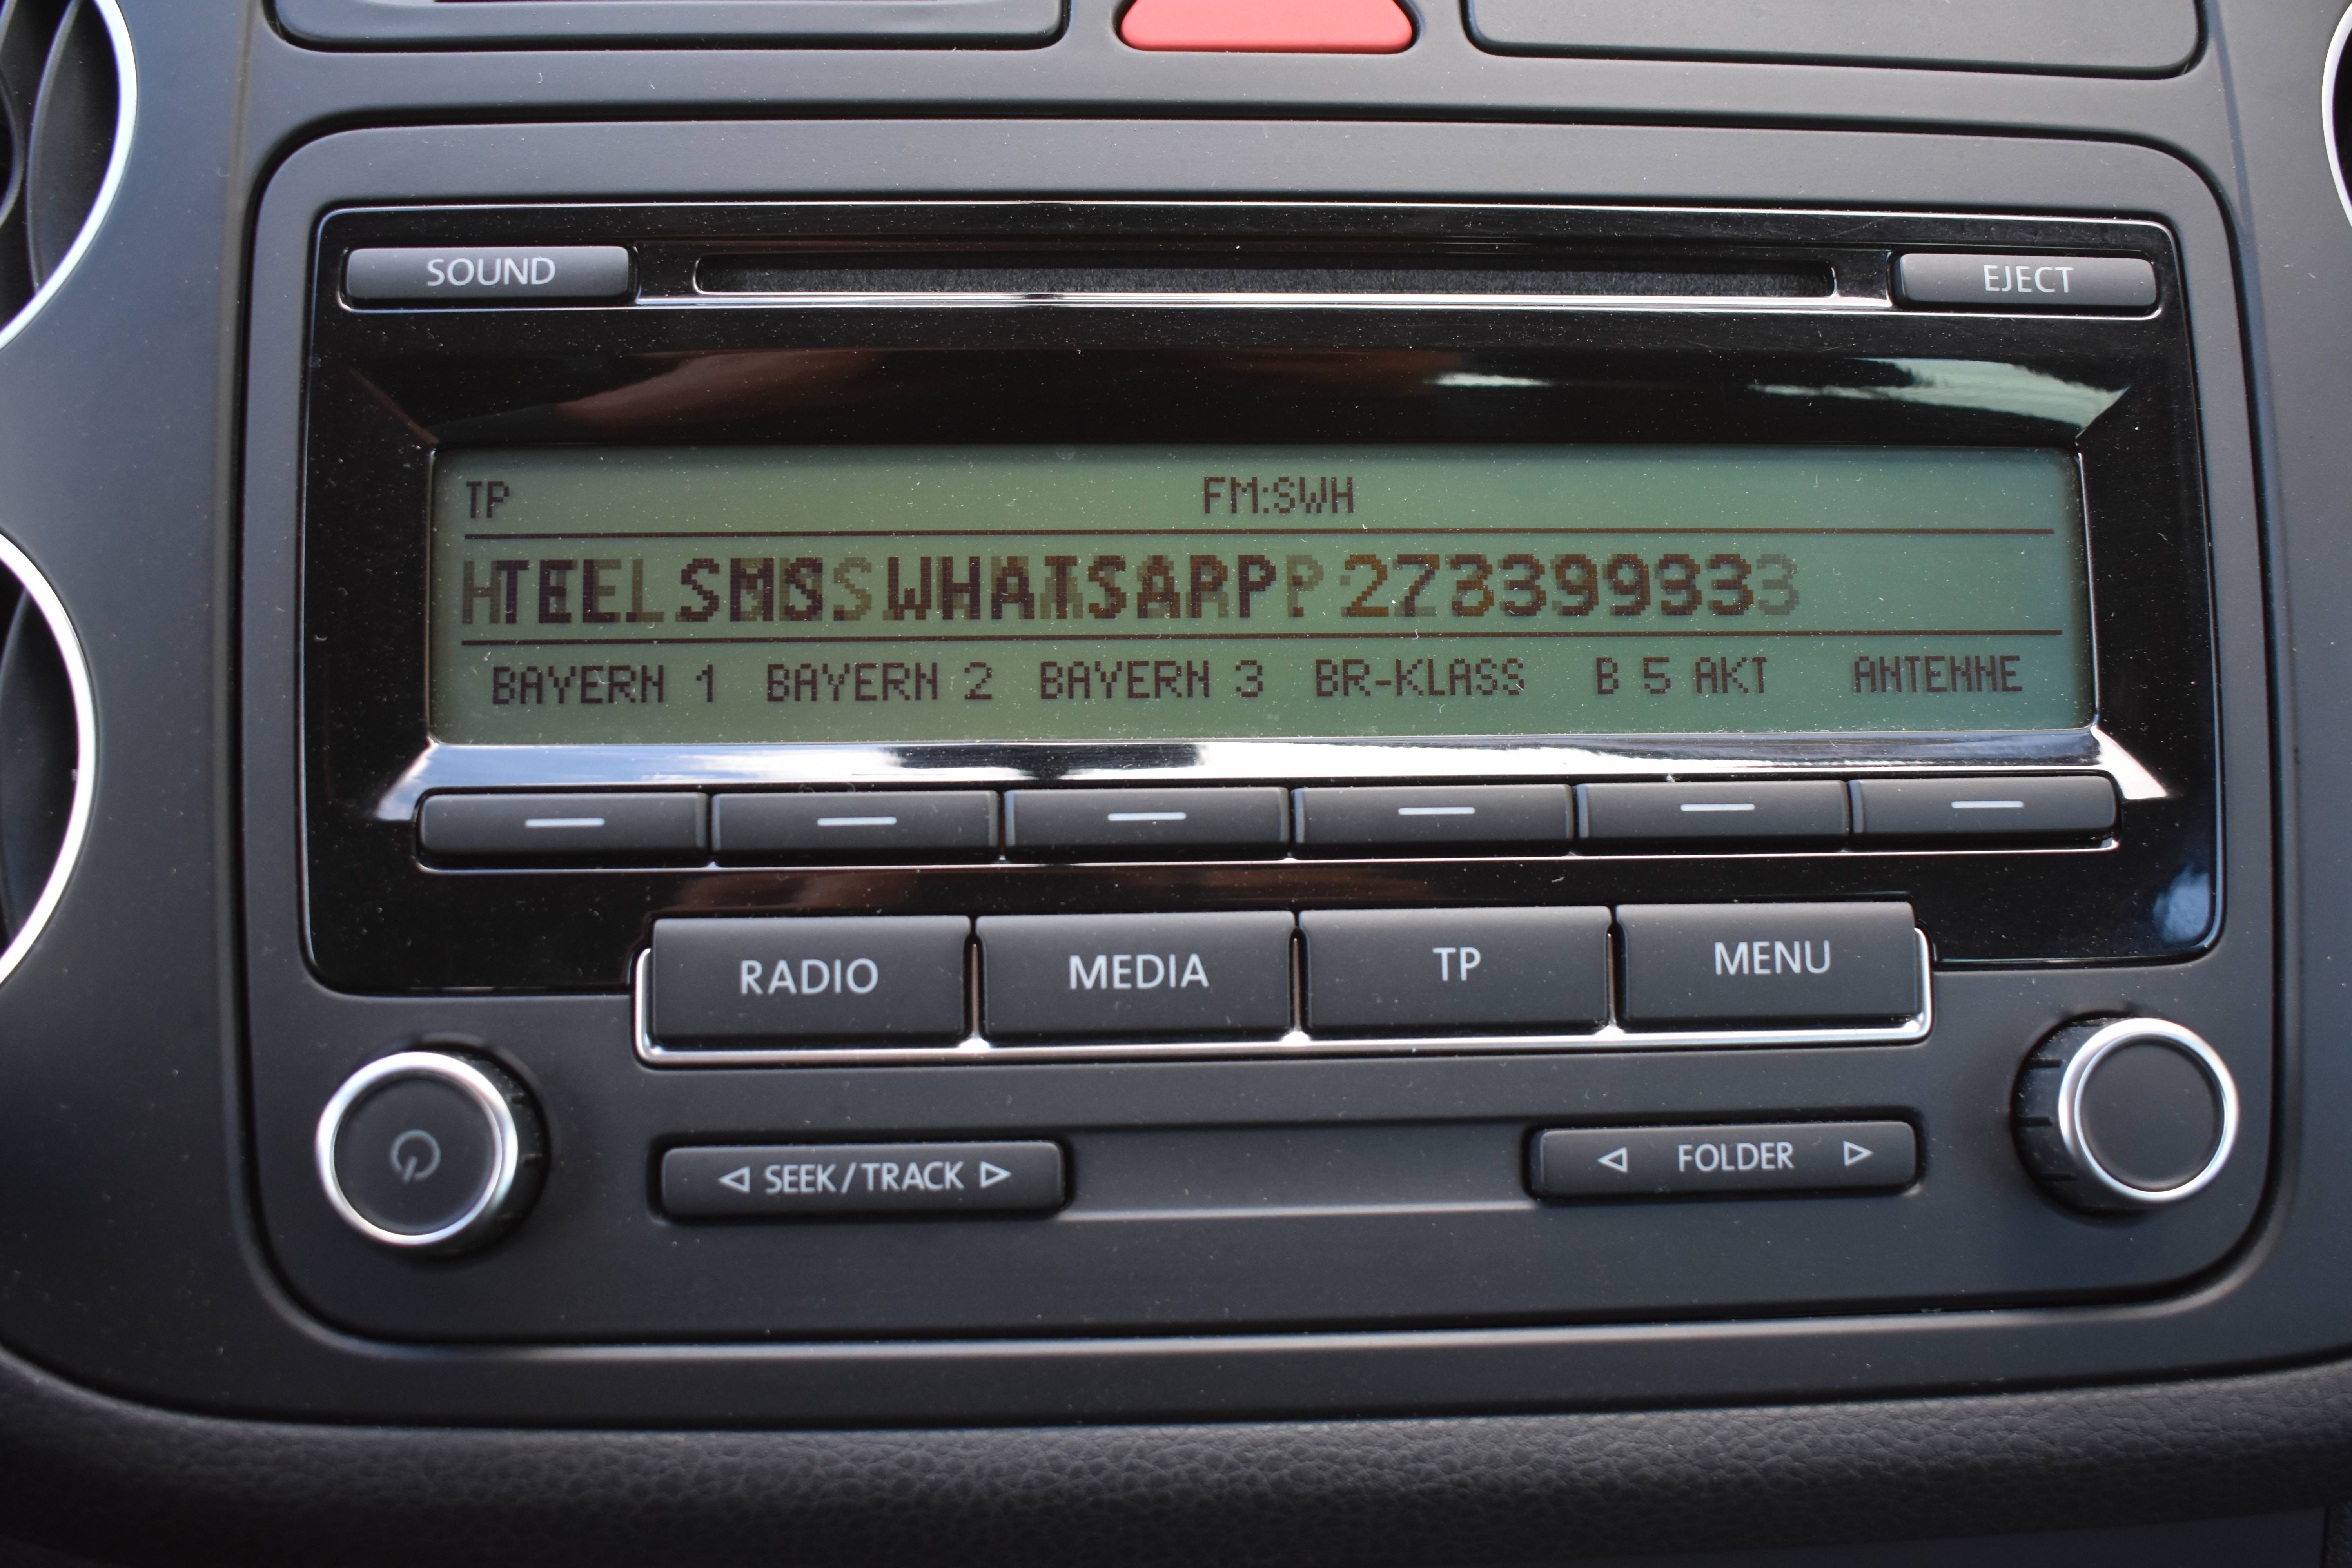 SOUND
EJECT
TP FM:SWH
TEL SMS WHATSAPP
BAYERN 1 BAYERN 2 BAYERN 3 BR-KLASS B 5 AKT ANTENNE
RADIO MEDIA TP MENU
SEEK/TRACK FOLDER